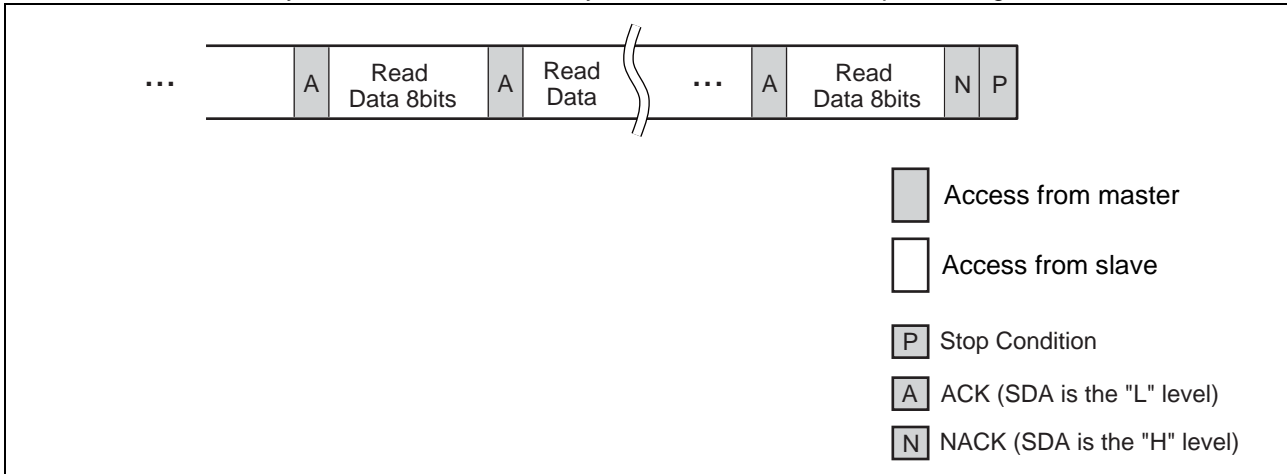 ... A Read Data 8bits A Read Data ... A Read Data 8bits N P
Access from master
Access from slave
P Stop Condition
A ACK (SDA is the "L" level)
N NACK (SDA is the "H" level)